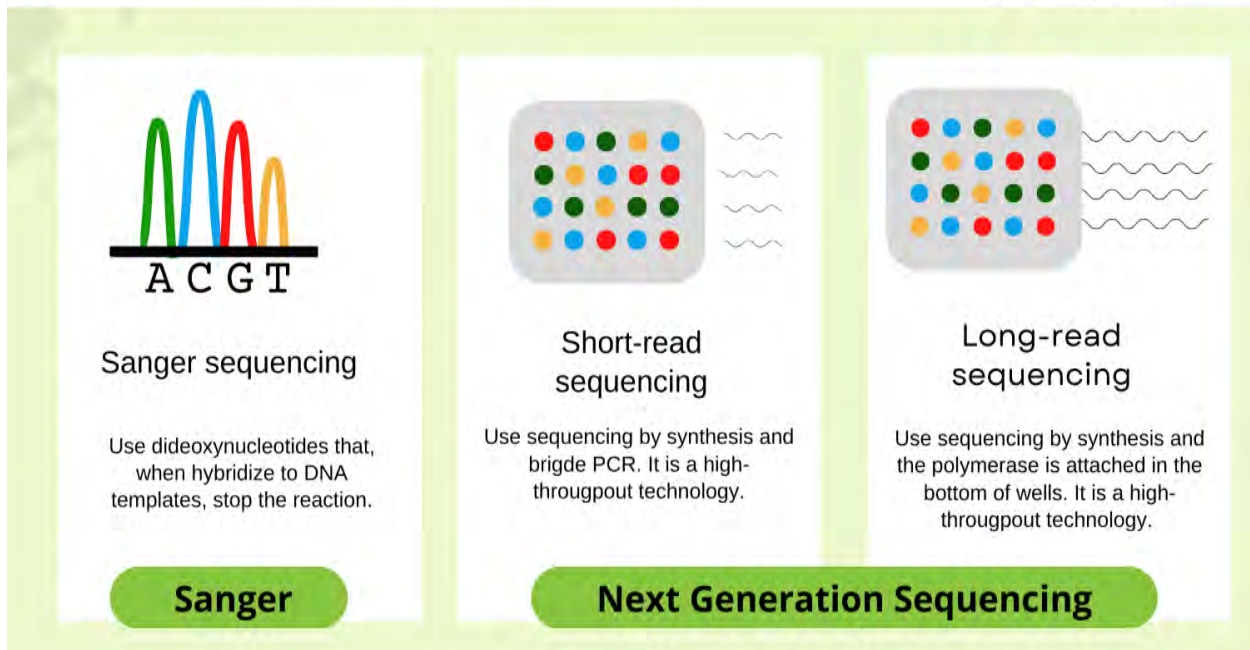 A C G T
Sanger sequencing
Use dideoxynucleotides that,
when hybridize to DNA
templates, stop the reaction.
Sanger
Short-read
sequencing
Use sequencing by synthesis and
brigde PCR. It is a high-
througpout technology.
Long-read
sequencing
Use sequencing by synthesis and
the polymerase is attached in the
bottom of wells. It is a high-
througpout technology.
Next Generation Sequencing